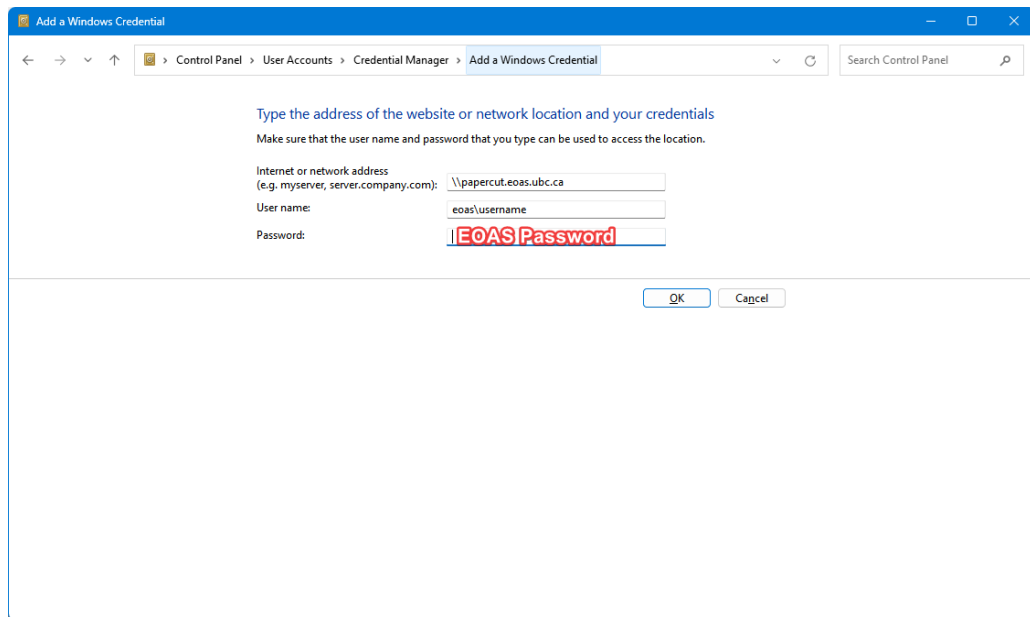 Add a Windows Credential
Control Panel > User Accounts > Credential Manager > Add a Windows Credential
Search Control Panel
Type the address of the website or network location and your credentials
Make sure that the user name and password that you type can be used to access the location.
Internet or network address
(e.g. myserver, server.company.com): \\papercut.eoas.ubc.ca
User name: eoas\username
Password: EOAS Password
OK Cancel